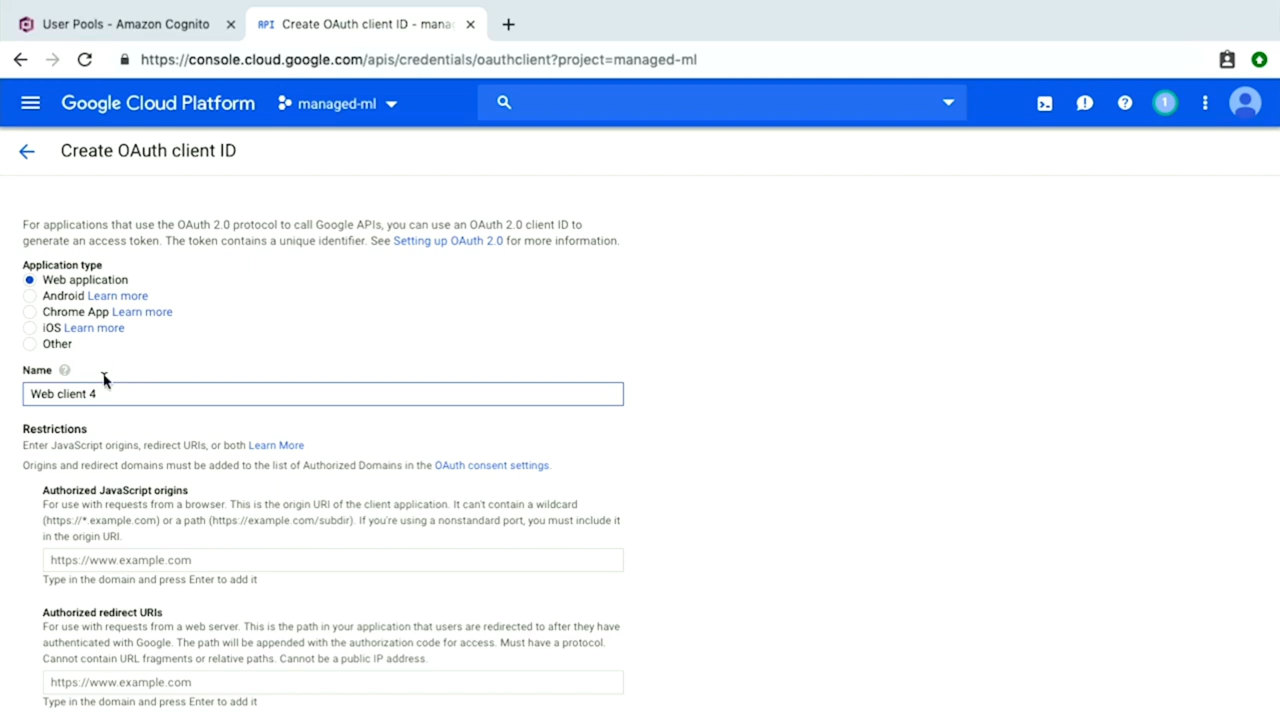 User Pools - Amazon Cognito
API Create OAuth client ID - mana
https://console.cloud.google.com/apis/credentials/oauthclient?project=managed-ml
Google Cloud Platform managed-ml 1
Create OAuth client ID
For applications that use the OAuth 2.0 protocol to call Google APIs, you can use an OAuth 2.0 client ID to
generate an access token. The token contains a unique identifier. See Setting up OAuth 2.0 for more information.
Application type
Web application
Android Learn more
Chrome App Learn more
iOS Learn more
Other
Name ?
Web client 4
Restrictions
Enter JavaScript origins, redirect URIs, or both Learn More
Origins and redirect domains must be added to the list of Authorized Domains in the OAuth consent settings.
Authorized JavaScript origins
For use with requests from a browser. This is the origin URI of the client application. It can't contain a wildcard
(https://*.example.com) or a path (https://example.com/subdir). If you're using a nonstandard port, you must include it
in the origin URI.
https://www.example.com
Type in the domain and press Enter to add it
Authorized redirect URIs
For use with requests from a web server. This is the path in your application that users are redirected to after they have
authenticated with Google. The path will be appended with the authorization code for access. Must have a protocol.
Cannot contain URL fragments or relative paths. Cannot be a public IP address.
https://www.example.com
Type in the domain and press Enter to add it